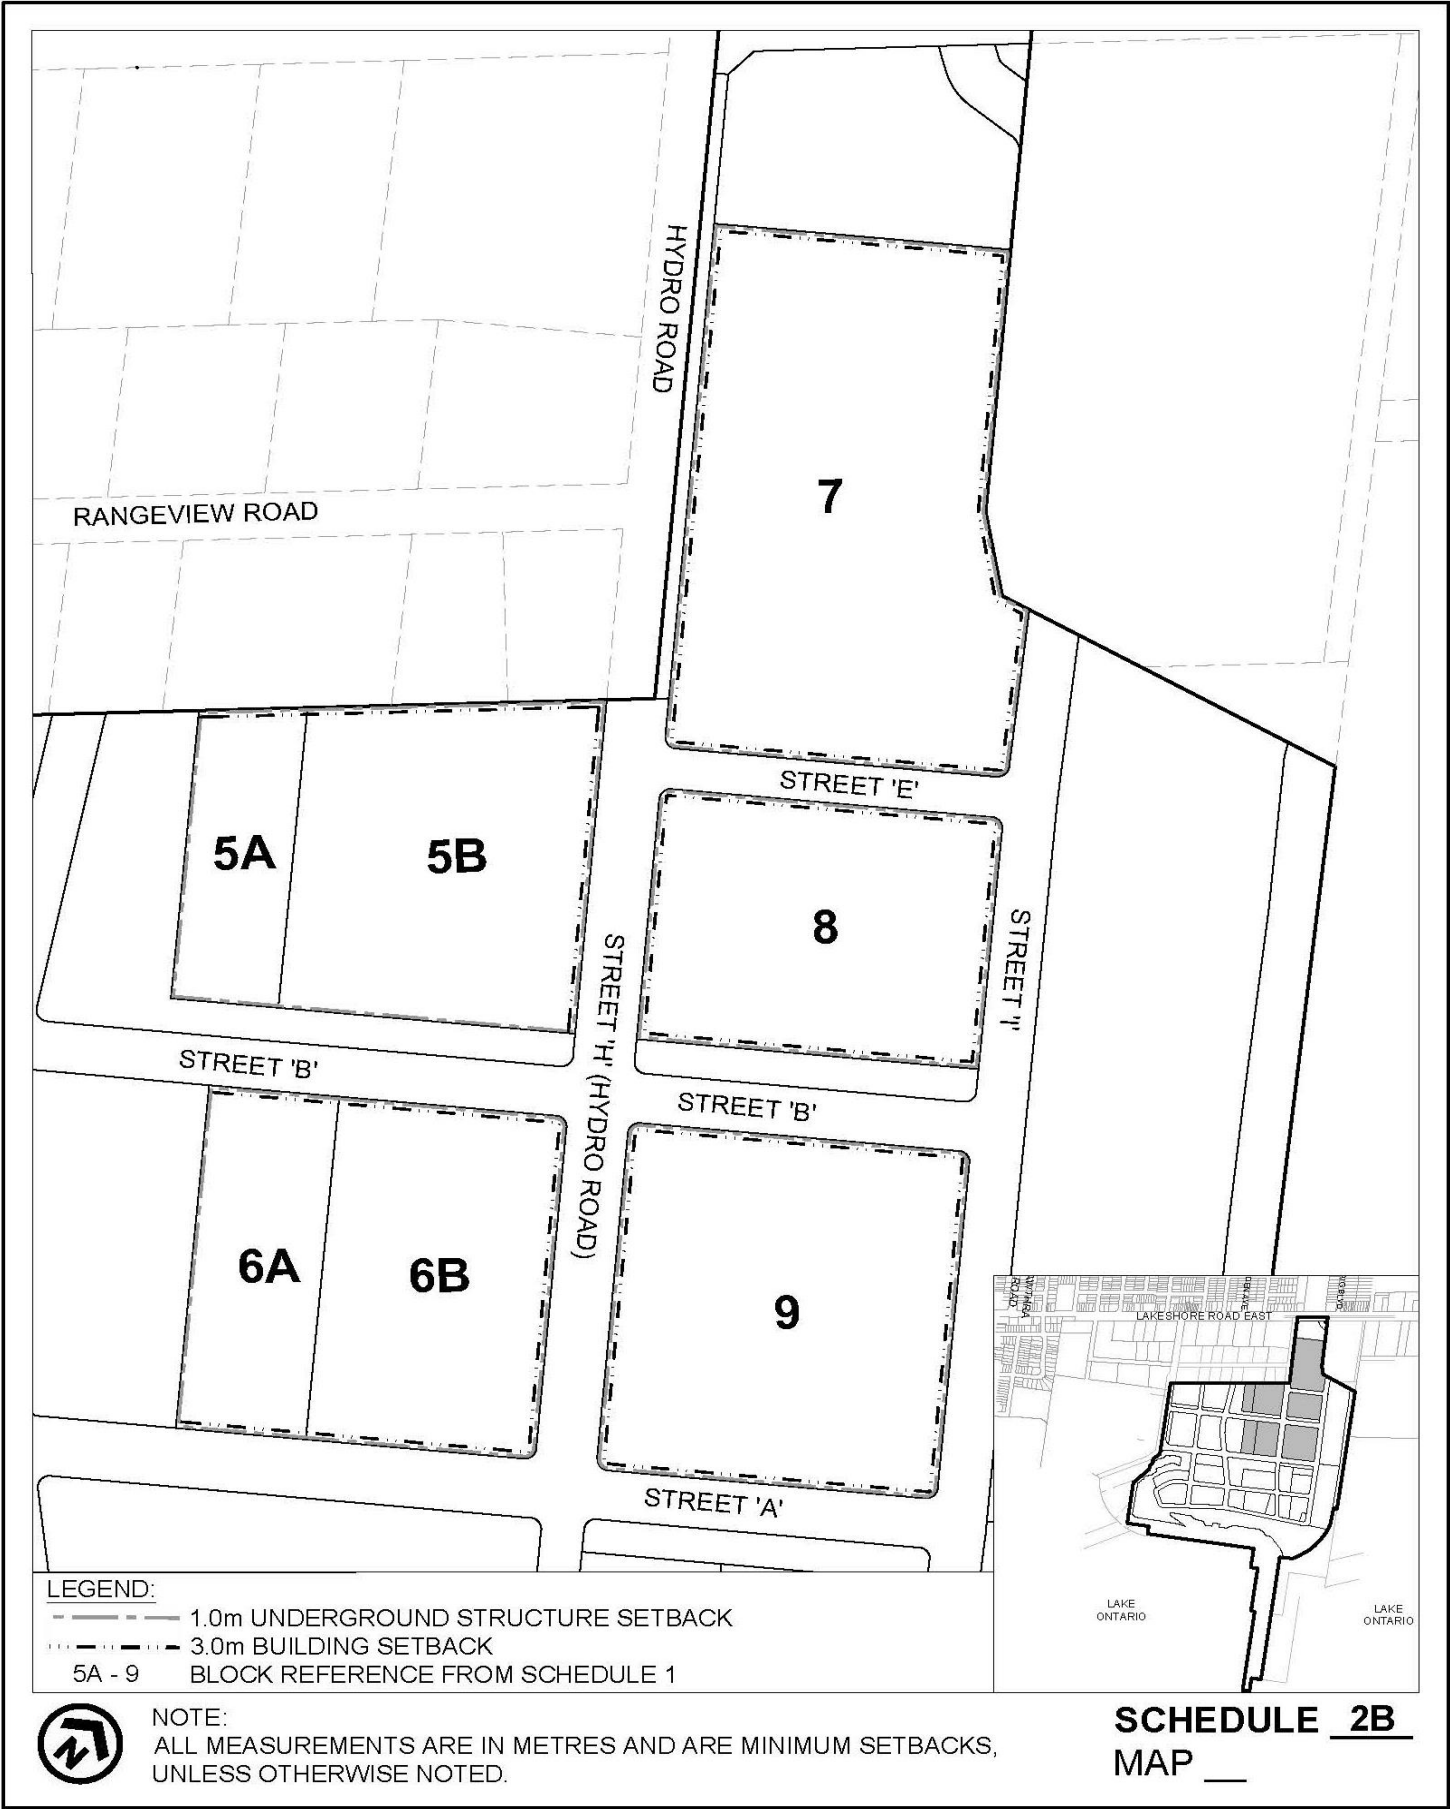 HYDRO ROAD
7
RANGEVIEW ROAD
STREET 'E'
5A
5B
8
STREET 'I'
STREET 'H' (HYDRO ROAD)
STREET 'B'
STREET 'B'
6A
6B
9
STREET 'A'
ROAD
LAKESHORE ROAD EAST
LAKE
ONTARIO
LAKE
ONTARIO
LEGEND:
1.0m UNDERGROUND STRUCTURE SETBACK
3.0m BUILDING SETBACK
5A - 9 BLOCK REFERENCE FROM SCHEDULE 1
N
NOTE:
ALL MEASUREMENTS ARE IN METRES AND ARE MINIMUM SETBACKS,
UNLESS OTHERWISE NOTED.
SCHEDULE 2B
MAP __